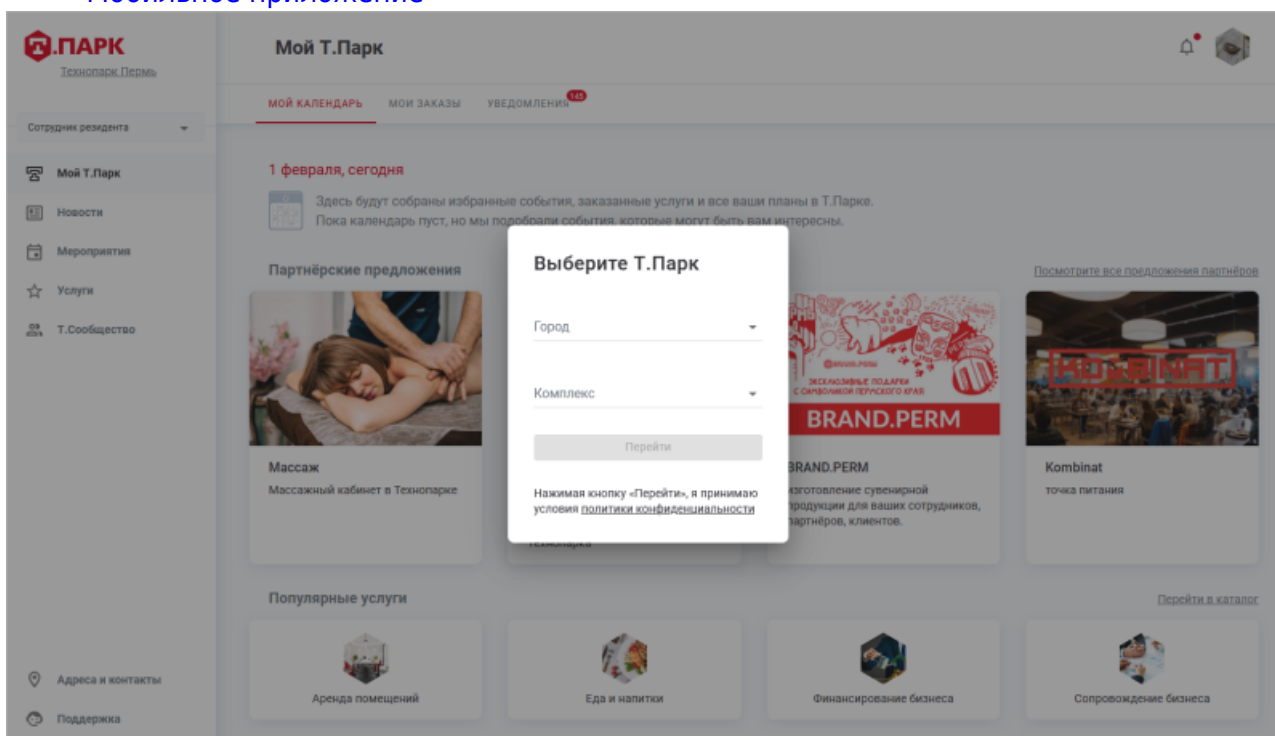 Мобильное приложение
Т.ПАРК
Технопарк Пермь
Мой Т.Парк
МОЙ КАЛЕНДАРЬ
МОИ ЗАКАЗЫ
УВЕДОМЛЕНИЯ
145
Сотрудник резидента
Мой Т.Парк
Новости
Мероприятия
Услуги
Т.Сообщество
Адреса и контакты
Поддержка
1 февраля, сегодня
Здесь будут собраны избранные события, заказанные услуги и все ваши планы в Т.Парке.
Пока календарь пуст, но мы подобрали события, которые могут быть вам интересны.
Партнёрские предложения
Посмотрите все предложения партнёров
Выберите Т.Парк
Город
Комплекс
Перейти
Нажимая кнопку «Перейти», я принимаю
условия политики конфиденциальности
Массаж
Массажный кабинет в Технопарке
Технопарка
ЭКСКЛЮЗИВНЫЕ ПОДАРКИ
С СИМВОЛИКОЙ ПЕРМСКОГО КРАЯ
BRAND.PERM
BRAND.PERM
изготовление сувенирной
продукции для ваших сотрудников,
партнёров, клиентов.
KOMBINAT
Kombinat
точка питания
Популярные услуги
Перейти в каталог
Аренда помещений
Еда и напитки
Финансирование бизнеса
Сопровождение бизнеса